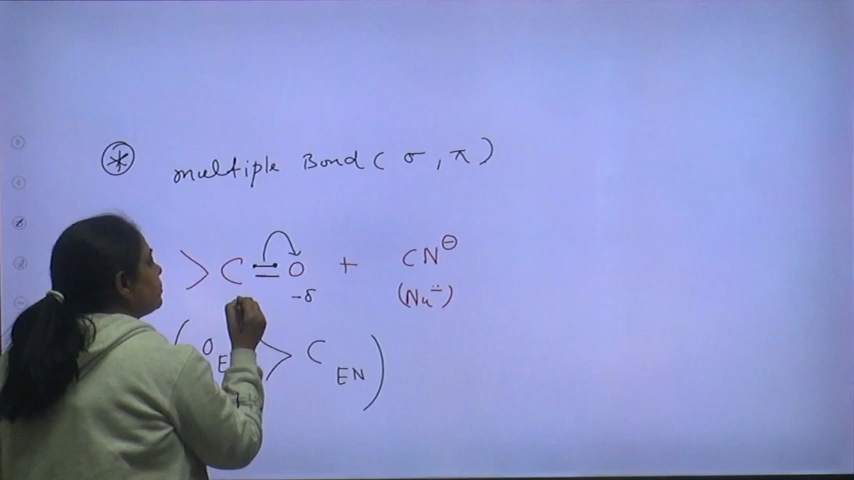 * multiple Bond ( σ, π )
>C=O + CN⊖
-δ (Nu⁻)
( O > C EN )